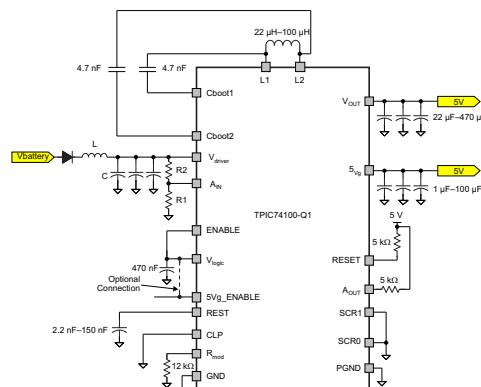 22 µH–100 µH
4.7 nF
4.7 nF
L1
L2
Cboot1
Cboot2
VOUT
5V
22 µF–470 µ
Vbattery
L
Vdriver
R2
C
AIN
R1
5Vg
5V
1 µF–100 µF
TPIC74100-Q1
5 V
5 kΩ
ENABLE
RESET
470 nF
Vlogic
Optional
Connection
5 kΩ
AOUT
5Vg_ENABLE
REST
SCR1
2.2 nF–150 nF
CLP
SCR0
Rmod
12 kΩ
GND
PGND